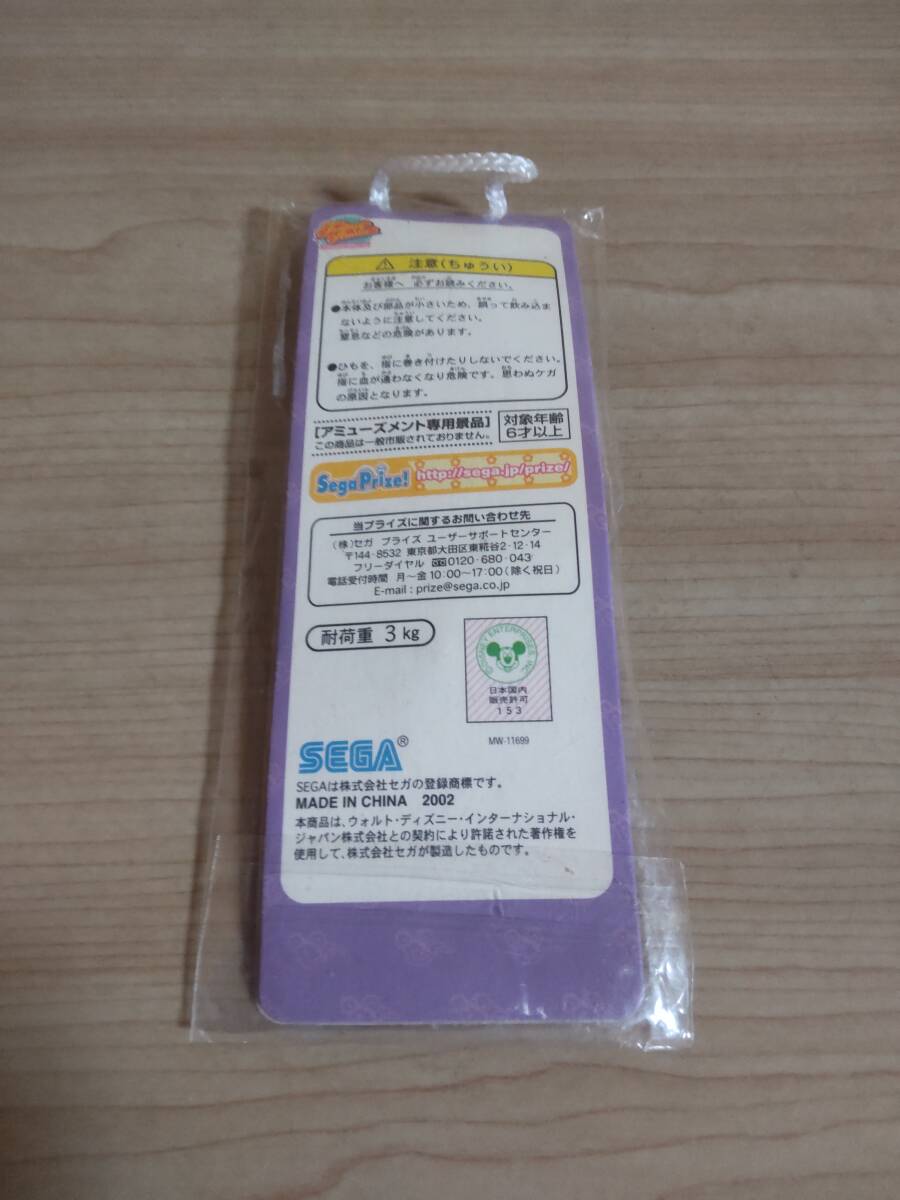 注意(ちゅうい)
お客様へ 必ずお読みください。
●本体及び部品が小さいため、誤って飲み込ま
ないように注意してください。
窒息などの危険があります。
●ひもを、指に巻き付けたりしないでください。
指に血が通わなくなり危険です。思わぬケガ
の原因となります。
[アミューズメント専用景品]
この商品は一般市販されておりません。
対象年齢
6才以上
Sega Prize! http://sega.jp/prize/
当プライズに関するお問い合わせ先
(株)セガ プライズ ユーザーサポートセンター
〒144-8532 東京都大田区東糀谷2-12-14
フリーダイヤル 0120-680-043
電話受付時間 月~金 10:00~17:00(除く祝日)
E-mail : prize@sega.co.jp
耐荷重 3kg
©DISNEY ENTERPRISES, INC.
日本国内
販売許可
153
MW-11699
SEGA®
SEGAは株式会社セガの登録商標です。
MADE IN CHINA 2002
本商品は、ウォルト・ディズニー・インターナショナル・
ジャパン株式会社との契約により許諾された著作権を
使用して、株式会社セガが製造したものです。